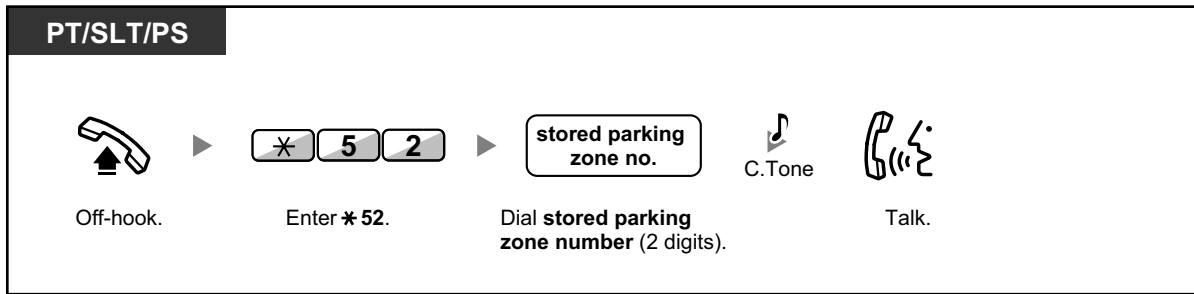 PT/SLT/PS
* 5 2
stored parking
zone no.
C.Tone
Off-hook.
Enter * 52.
Dial stored parking
zone number (2 digits).
Talk.